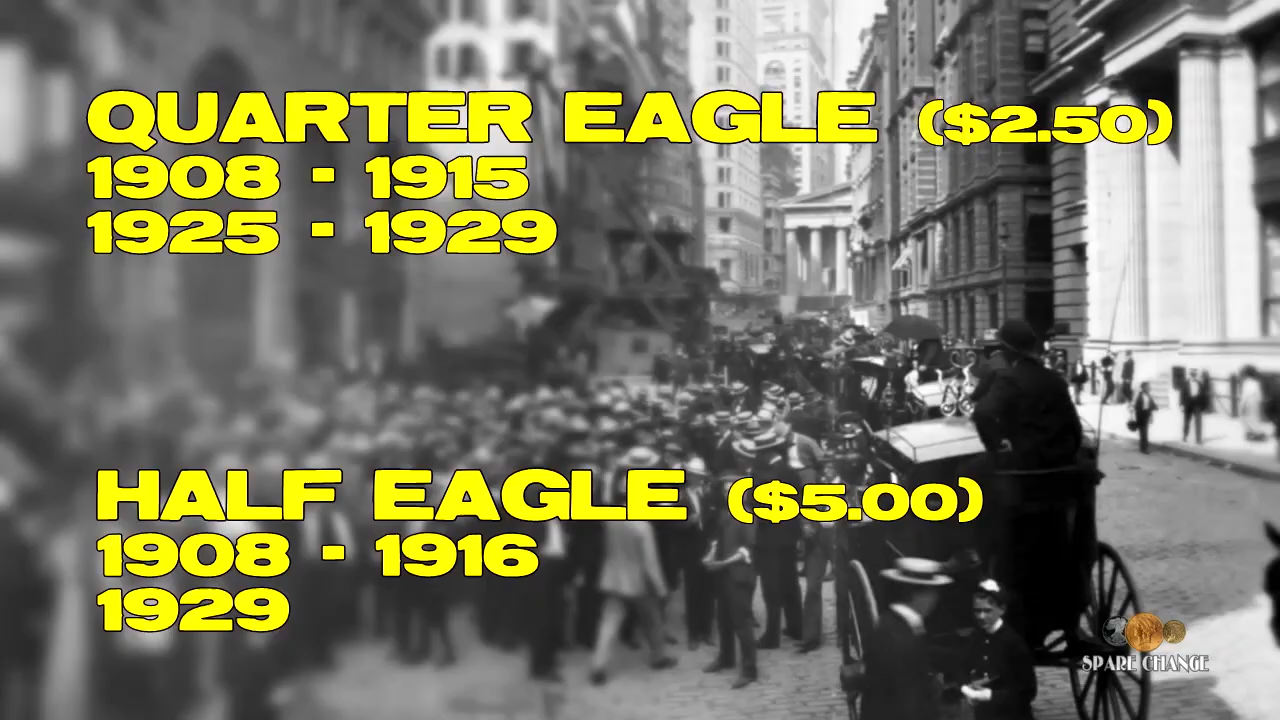 QUARTER EAGLE ($2.50)
1908 - 1915
1925 - 1929
HALF EAGLE ($5.00)
1908 - 1916
1929
SPARE CHANGE